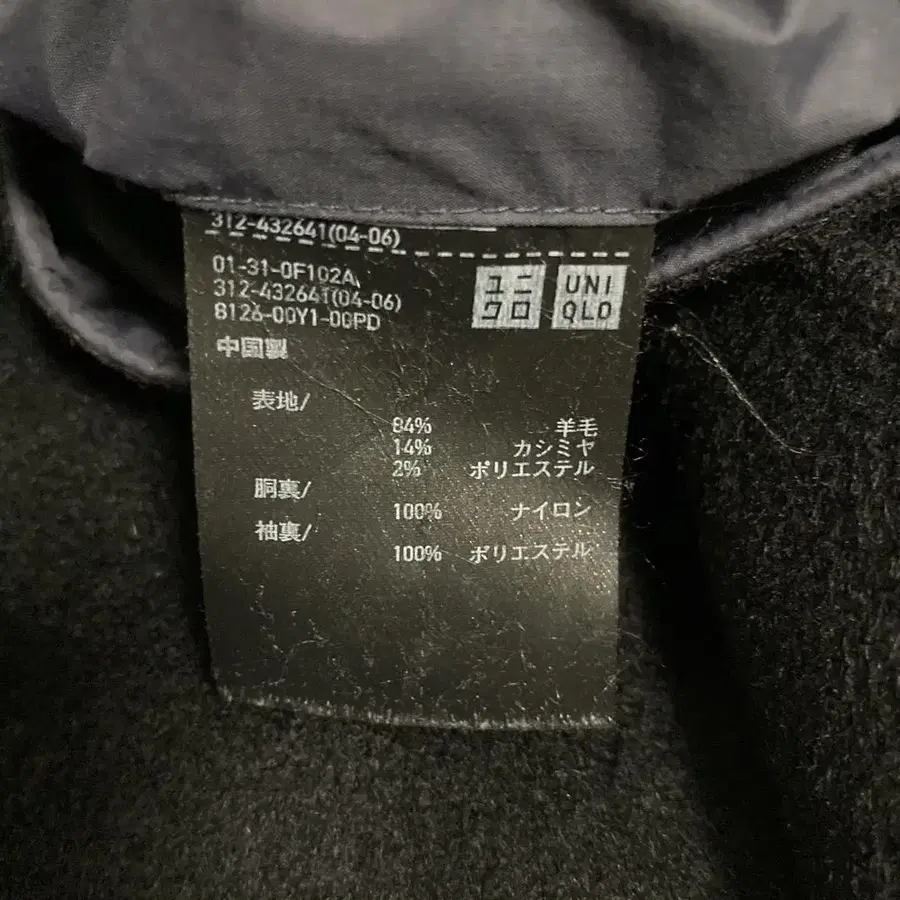 312-432641(04-06)
01-31-0F102A
312-432641(04-06)
8126-00Y1-00PD
ユニクロ
UNIQLO
中国製
表地/
84% 羊毛
14% カシミヤ
2% ポリエステル
胴裏/
100% ナイロン
袖裏/
100% ポリエステル